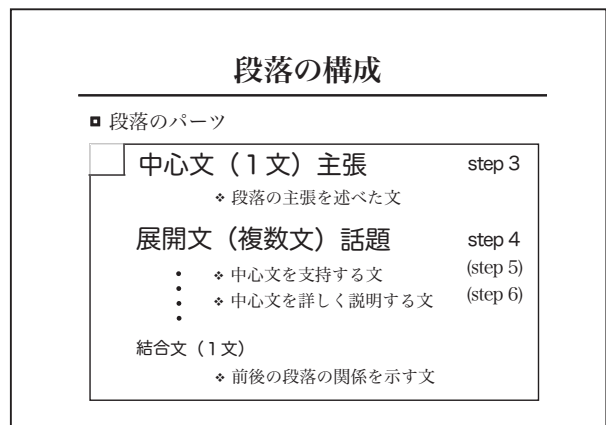 段落の構成
段落のパーツ
中心文（1文）主張 step 3
❖ 段落の主張を述べた文
展開文（複数文）話題 step 4
❖ 中心文を支持する文 (step 5)
❖ 中心文を詳しく説明する文 (step 6)
結合文（1文）
❖ 前後の段落の関係を示す文